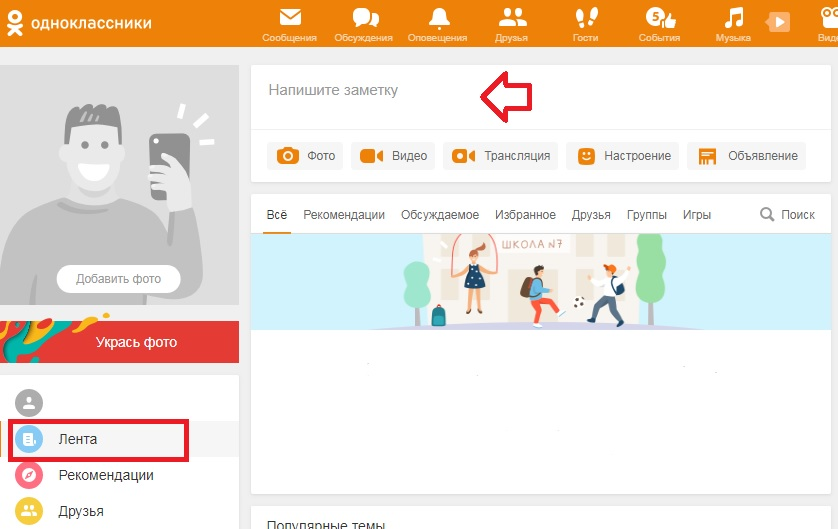 одноклассники
Сообщения Обсуждения Оповещения Друзья Гости События Музыка
5
Напишите заметку
Фото Видео Трансляция Настроение Объявление
Добавить фото
Всё Рекомендации Обсуждаемое Избранное Друзья Группы Игры Поиск
ШКОЛА №7
Укрась фото
Лента
Рекомендации
Друзья
Популярные темы